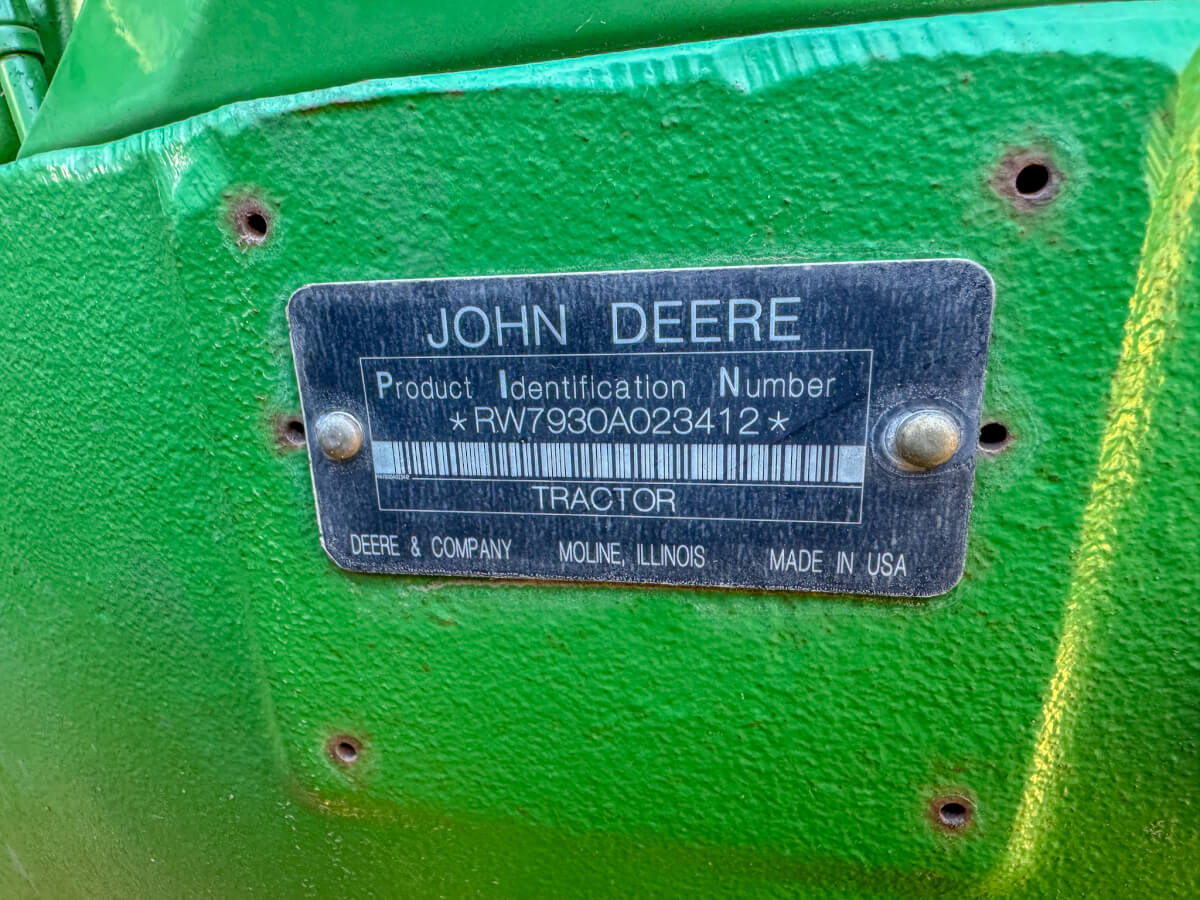 JOHN DEERE
Product Identification Number
*RW7930A023412*
TRACTOR
DEERE & COMPANY MOLINE, ILLINOIS MADE IN USA